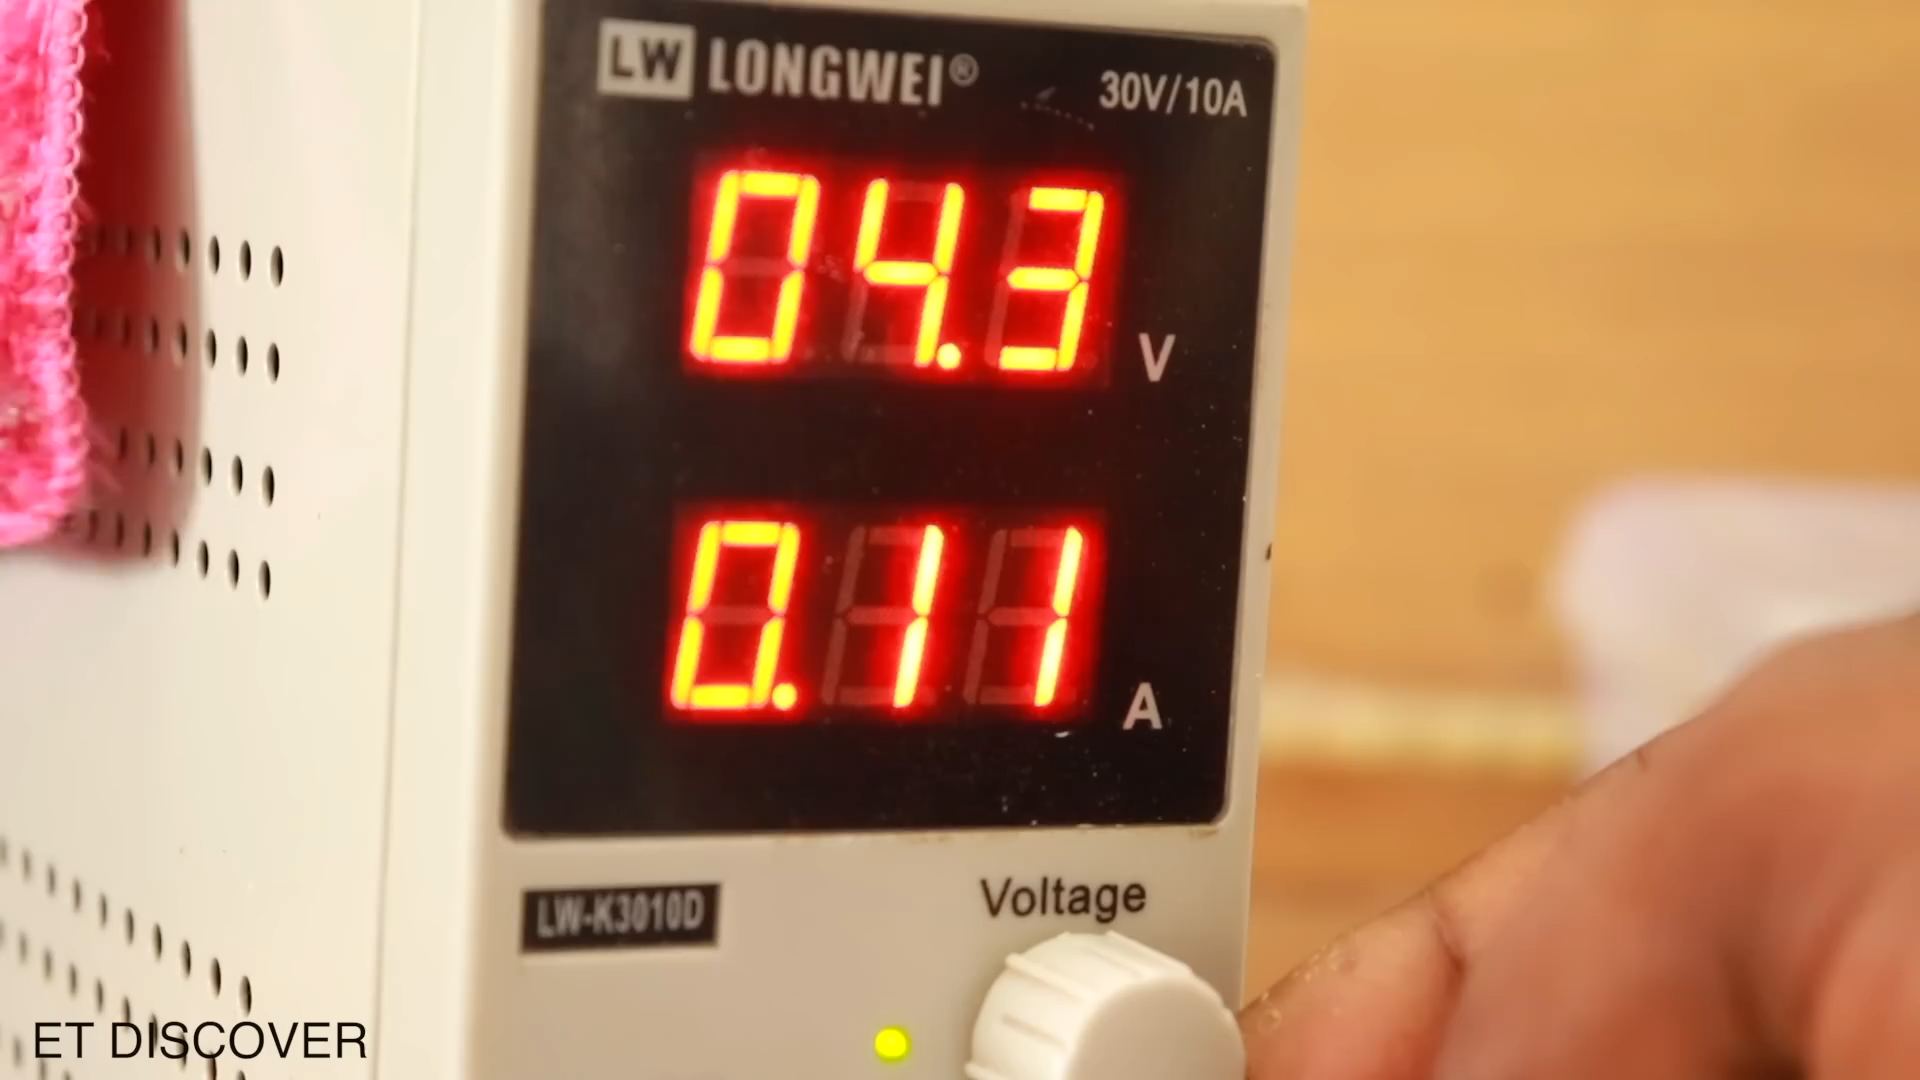 LW LONGWEI® 30V/10A
04.3 V
0.11 A
LW-K3010D
Voltage
ET DISCOVER